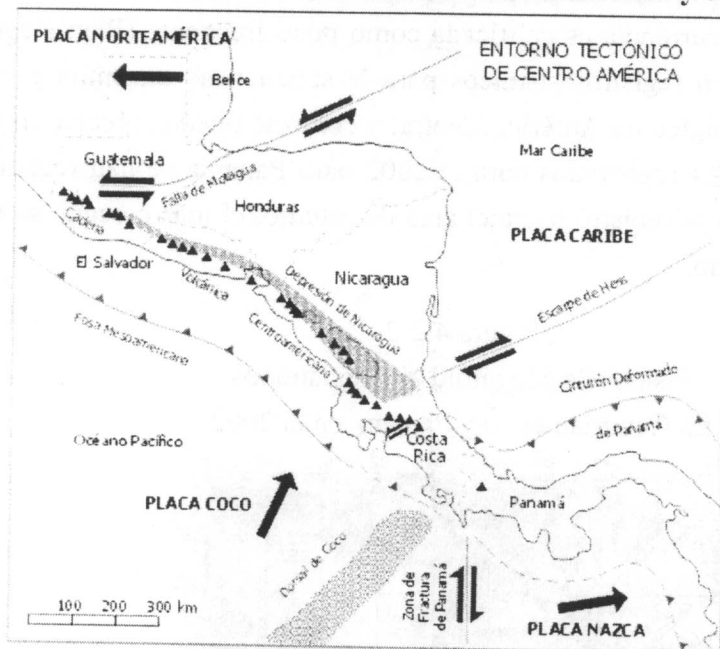 PLACA NORTEAMÉRICA
ENTORNO TECTÓNICO
DE CENTRO AMÉRICA
Belice
Mar Caribe
Guatemala
Falla de Motagua
Honduras
PLACA CARIBE
Cadena
El Salvador
Volcánica
Nicaragua
Depresión de Nicaragua
Escarpe de Hess
Fosa Mesoamericana
Centroamericana
Cinturón Deformado
de Panamá
Océano Pacífico
Costa
Rica
PLACA COCO
Panamá
Dorsal de Coco
Zona de
Fractura
de Panamá
100 200 300 km
PLACA NAZCA